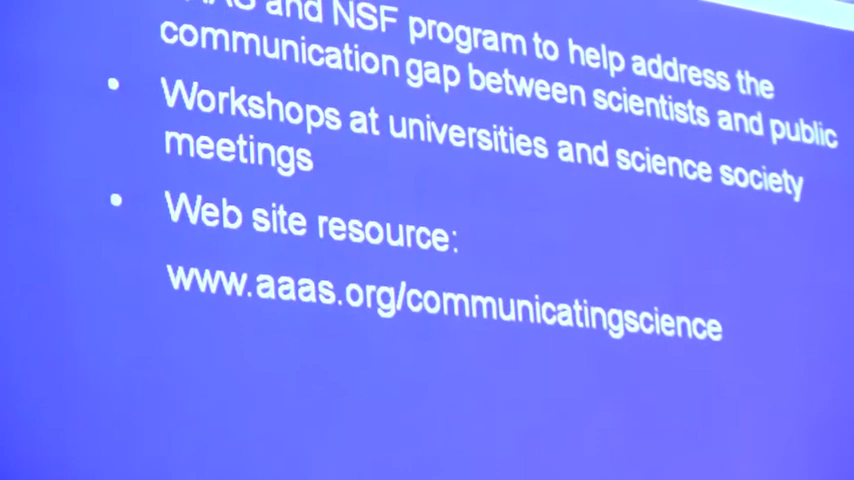 and NSF program to help address the
communication gap between scientists and public
• Workshops at universities and science society
meetings
• Web site resource:
www.aaas.org/communicatingscience